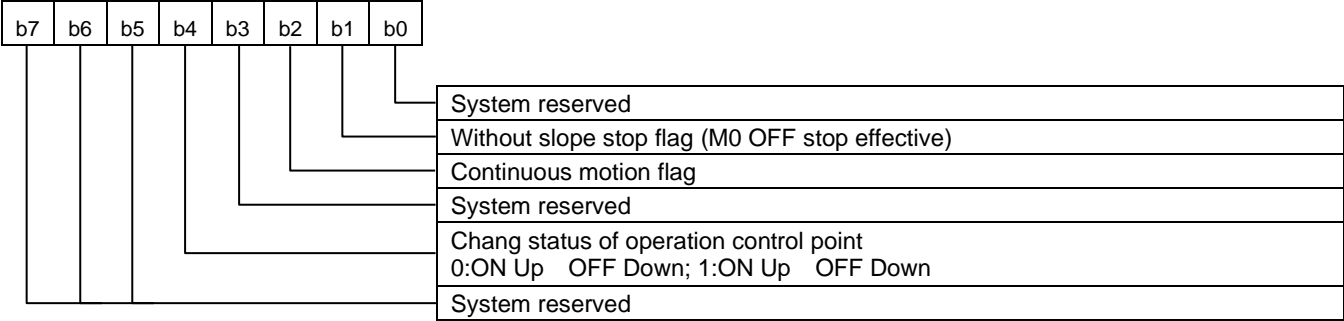 b7 b6 b5 b4 b3 b2 b1 b0
System reserved
Without slope stop flag (M0 OFF stop effective)
Continuous motion flag
System reserved
Chang status of operation control point
0:ON Up OFF Down; 1:ON Up OFF Down
System reserved